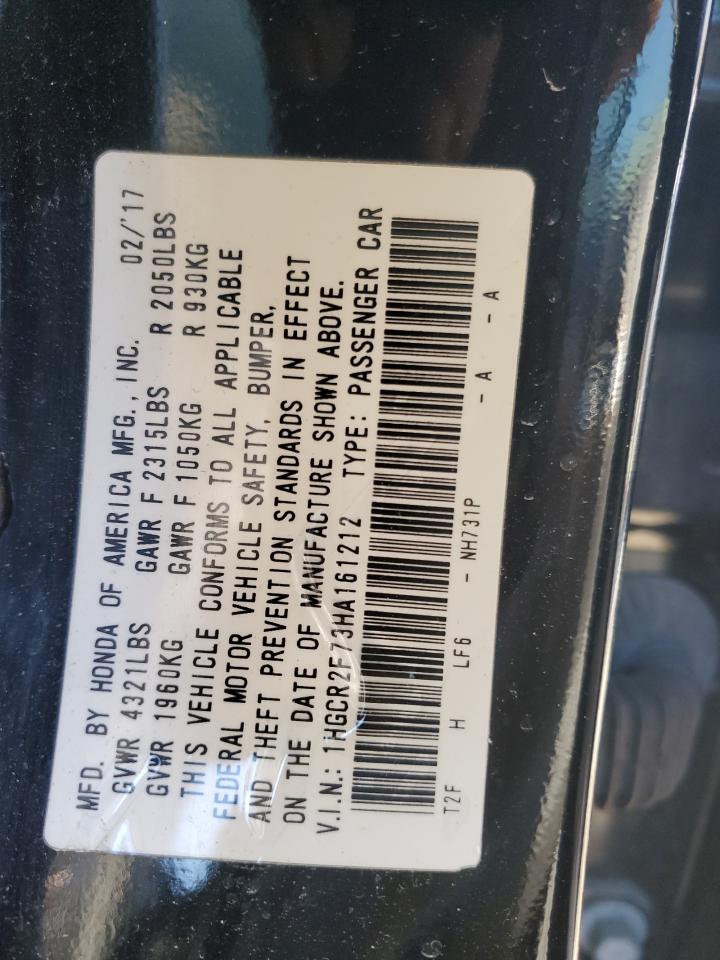 MFD. BY HONDA OF AMERICA MFG., INC. 02/'17
GVWR 4321LBS GAWR F 2315LBS R 2050LBS
GVWR 1960KG GAWR F 1050KG R 930KG
THIS VEHICLE CONFORMS TO ALL APPLICABLE
FEDERAL MOTOR VEHICLE SAFETY, BUMPER,
AND THEFT PREVENTION STANDARDS IN EFFECT
ON THE DATE OF MANUFACTURE SHOWN ABOVE.
V.I.N.: 1HGCR2F73HA161212 TYPE: PASSENGER CAR
T2F H LF6 - NH731P - A - A